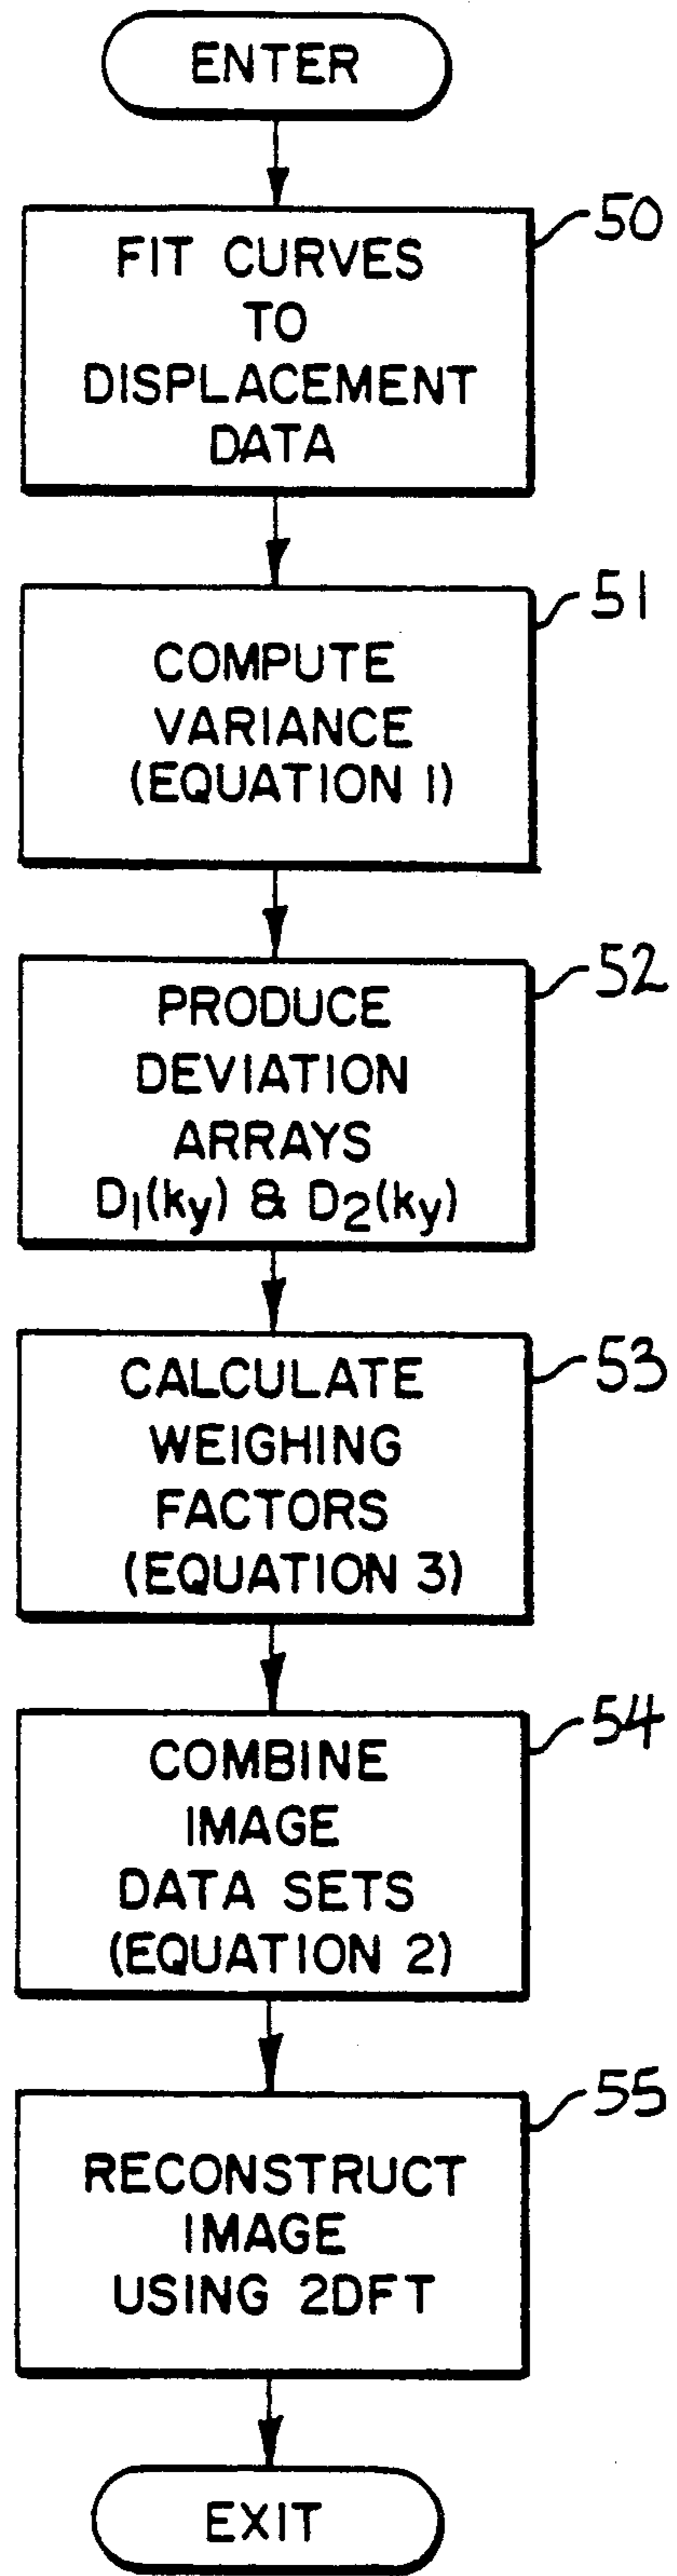 ENTER
50
FIT CURVES
TO
DISPLACEMENT
DATA
51
COMPUTE
VARIANCE
(EQUATION 1)
52
PRODUCE
DEVIATION
ARRAYS
D1(ky) & D2(ky)
53
CALCULATE
WEIGHING
FACTORS
(EQUATION 3)
54
COMBINE
IMAGE
DATA SETS
(EQUATION 2)
55
RECONSTRUCT
IMAGE
USING 2DFT
EXIT